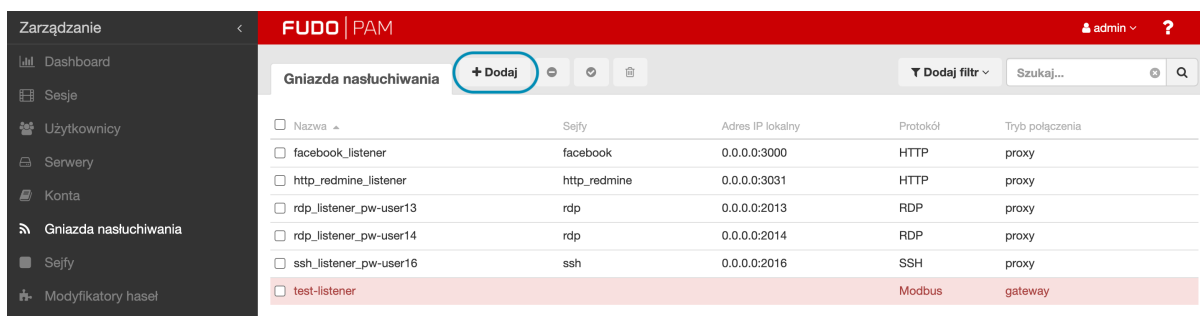 Zarządzanie
FUDO PAM
admin
?
Dashboard
Sesje
Użytkownicy
Serwery
Konta
Gniazda nasłuchiwania
Sejfy
Modyfikatory haseł
Gniazda nasłuchiwania + Dodaj Dodaj filtr Szukaj...
Nazwa Sejfy Adres IP lokalny Protokół Tryb połączenia
facebook_listener facebook 0.0.0.0:3000 HTTP proxy
http_redmine_listener http_redmine 0.0.0.0:3031 HTTP proxy
rdp_listener_pw-user13 rdp 0.0.0.0:2013 RDP proxy
rdp_listener_pw-user14 rdp 0.0.0.0:2014 RDP proxy
ssh_listener_pw-user16 ssh 0.0.0.0:2016 SSH proxy
test-listener Modbus gateway